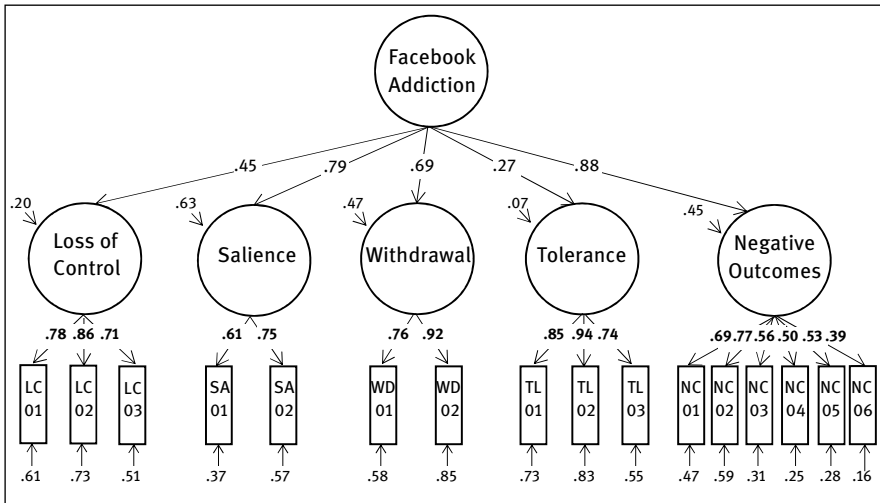 Facebook
Addiction
.45 .79 .69 .27 .88
.20 .63 .47 .07 .45
Loss of
Control
Salience
Withdrawal
Tolerance
Negative
Outcomes
.78 .86 .71 .61 .75 .76 .92 .85 .94 .74 .69 .77 .56 .50 .53 .39
LC LC LC SA SA WD WD TL TL TL NC NC NC NC NC NC
01 02 03 01 02 01 02 01 02 03 01 02 03 04 05 06
.61 .73 .51 .37 .57 .58 .85 .73 .83 .55 .47 .59 .31 .25 .28 .16